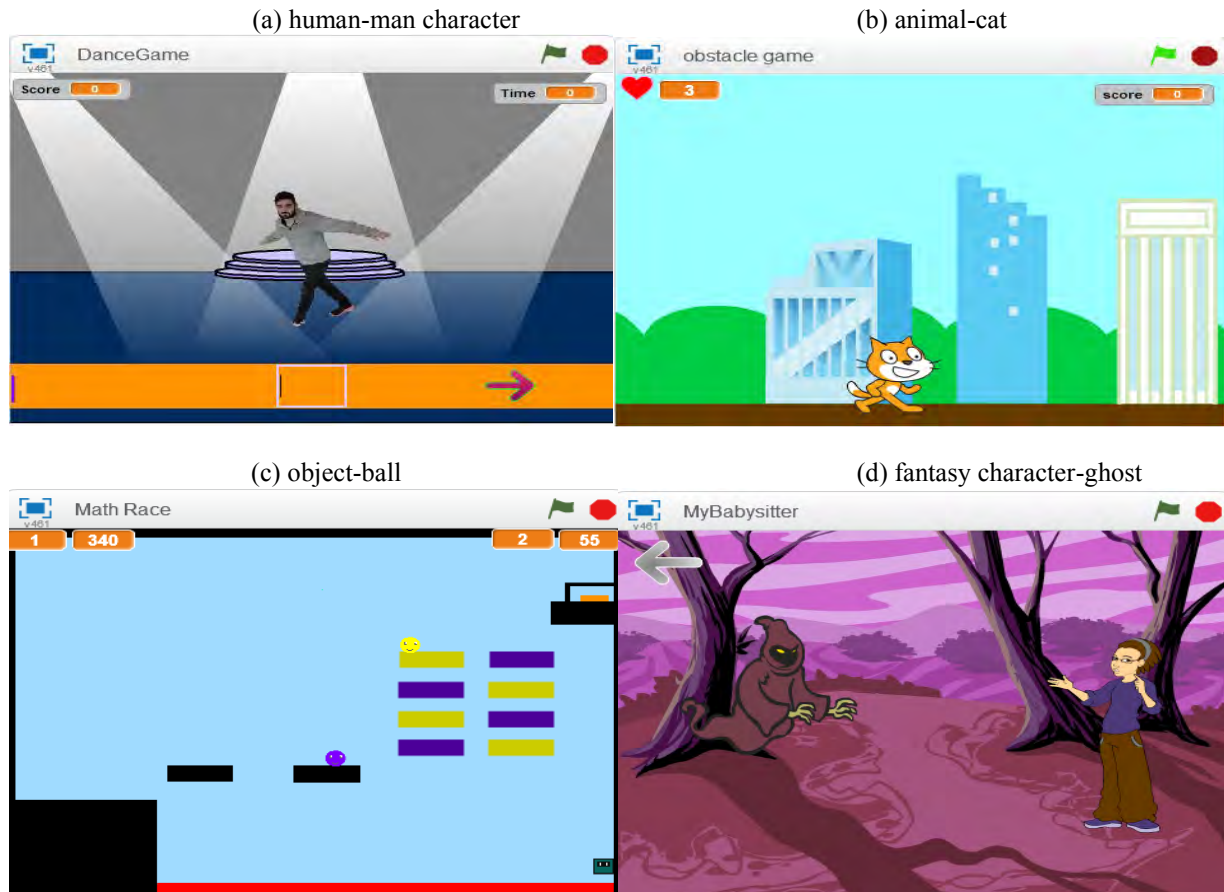 (a) human-man character
(b) animal-cat
DanceGame
v461
obstacle game
v461
Score 0
Time 0
3
score 0
(c) object-ball
(d) fantasy character-ghost
Math Race
v461
MyBabysitter
v461
1 340
2 55